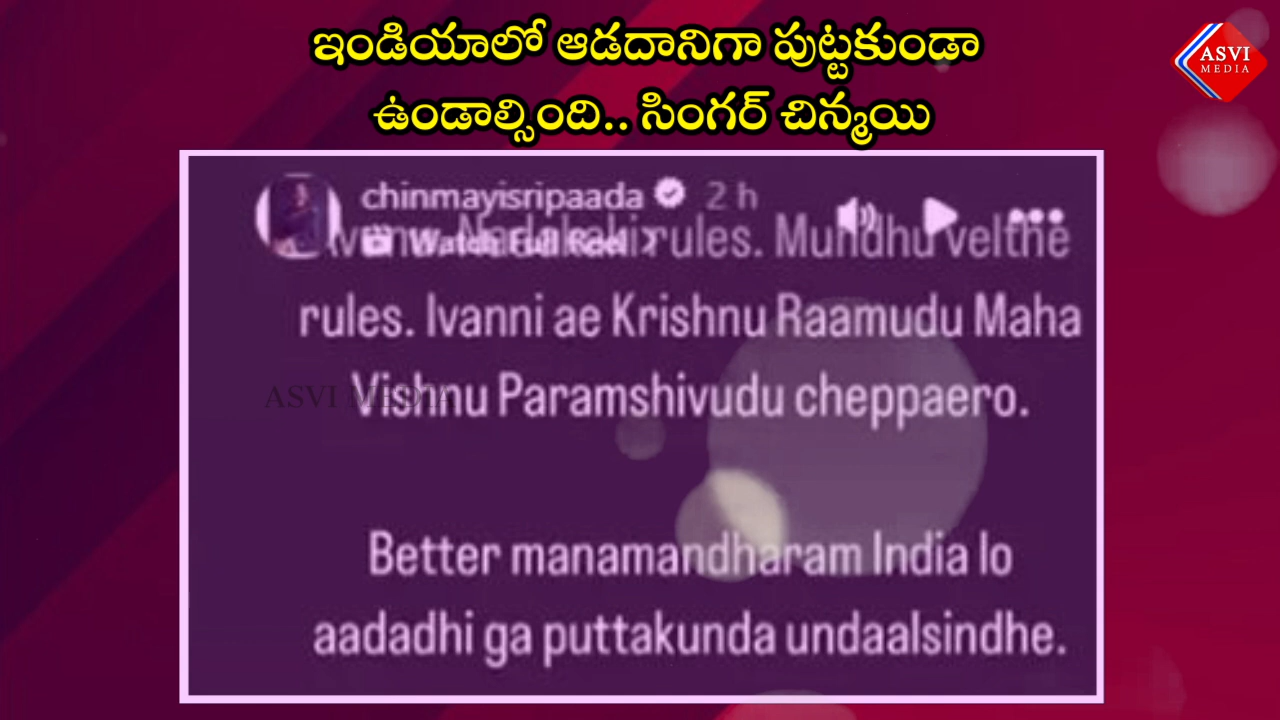 ఇండియాలో ఆడదానిగా పుట్టకుండా
ఉండాల్సింది.. సింగర్ చిన్మయి
ASVI
MEDIA
chinmayisripaada 2 h
Watch Full Reel >
rules. Mundhu velthe
rules. Ivanni ae Krishnu Raamudu Maha
Vishnu Paramshivudu cheppaero.
ASVI MEDIA
Better manamandharam India lo
aadadhi ga puttakunda undaalsindhe.